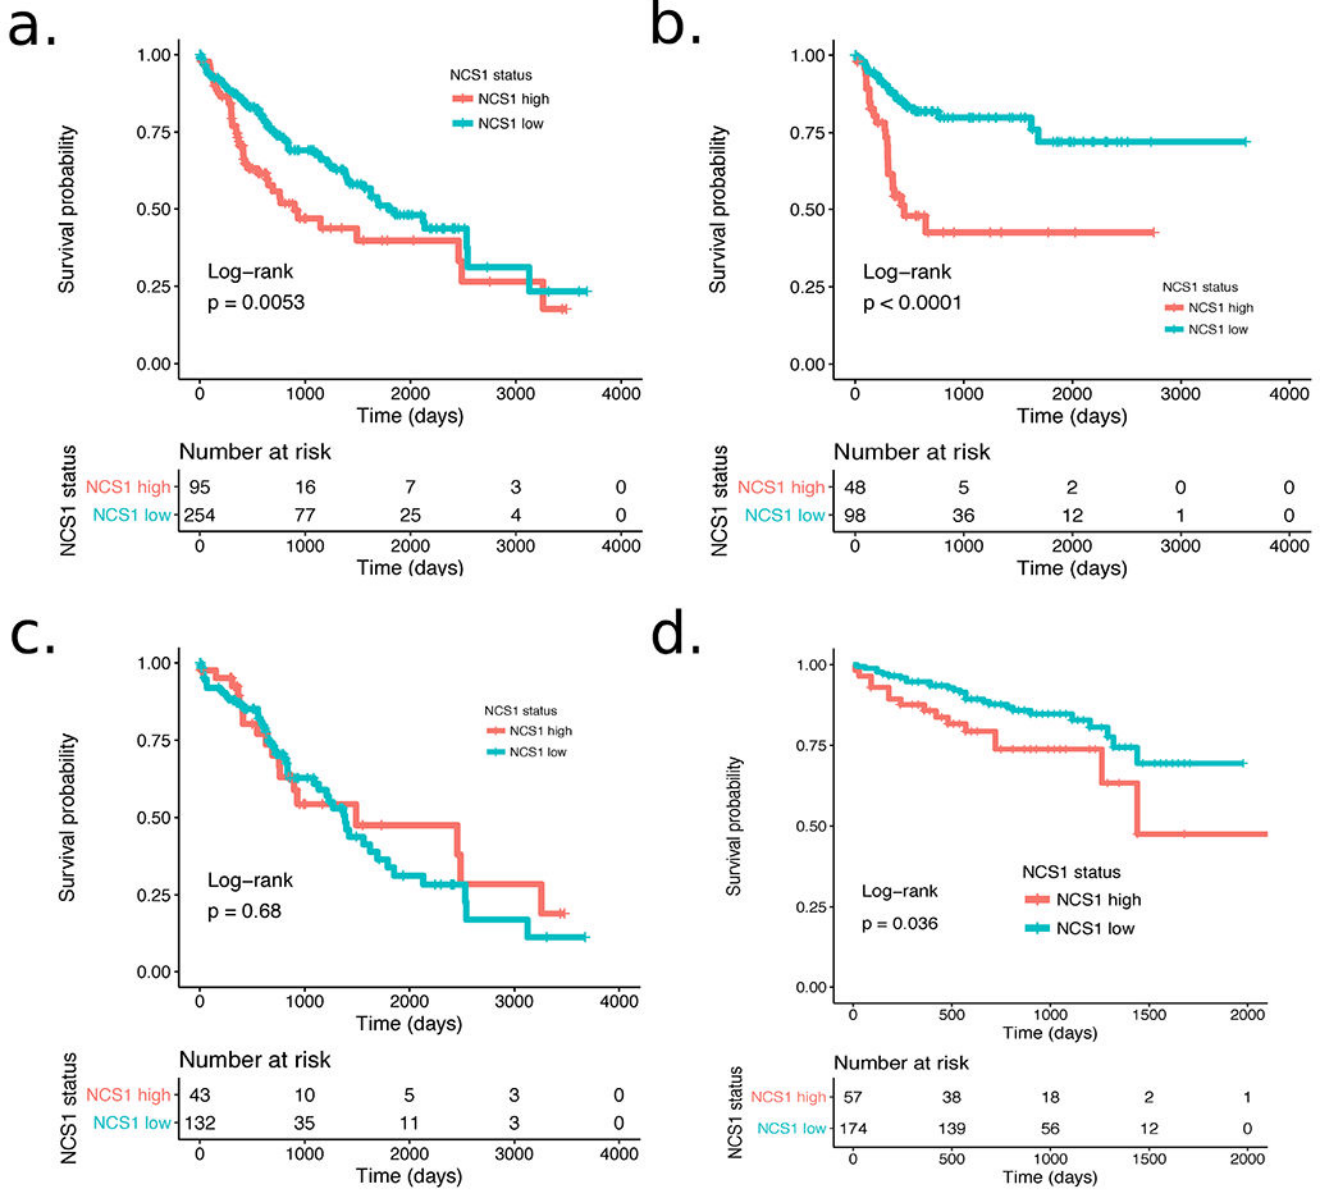 a.
Survival probability
1.00
0.75
0.50
0.25
0.00
NCS1 status
NCS1 high
NCS1 low
Log-rank
p = 0.0053
0 1000 2000 3000 4000
Time (days)
NCS1 status
Number at risk
NCS1 high 95 16 7 3 0
NCS1 low 254 77 25 4 0
0 1000 2000 3000 4000
Time (days)
b.
Survival probability
1.00
0.75
0.50
0.25
0.00
Log-rank
p < 0.0001
NCS1 status
NCS1 high
NCS1 low
0 1000 2000 3000 4000
Time (days)
NCS1 status
Number at risk
NCS1 high 48 5 2 0 0
NCS1 low 98 36 12 1 0
0 1000 2000 3000 4000
Time (days)
c.
Survival probability
1.00
0.75
0.50
0.25
0.00
NCS1 status
NCS1 high
NCS1 low
Log-rank
p = 0.68
0 1000 2000 3000 4000
Time (days)
NCS1 status
Number at risk
NCS1 high 43 10 5 3 0
NCS1 low 132 35 11 3 0
0 1000 2000 3000 4000
Time (days)
d.
Survival probability
1.00
0.75
0.50
0.25
0.00
Log-rank
p = 0.036
NCS1 status
NCS1 high
NCS1 low
0 500 1000 1500 2000
Time (days)
NCS1 status
Number at risk
NCS1 high 57 38 18 2 1
NCS1 low 174 139 56 12 0
0 500 1000 1500 2000
Time (days)